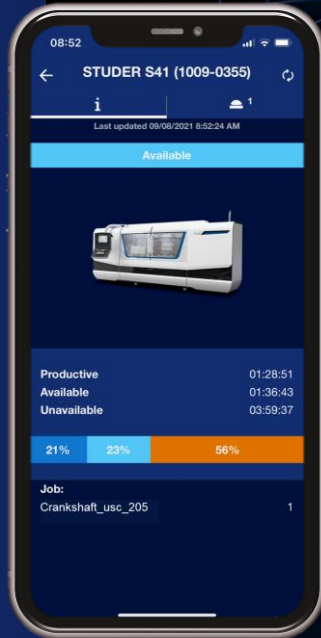 08:52
STUDER S41 (1009-0355)
i
1
Last updated 09/08/2021 8:52:24 AM
Available
Productive 01:28:51
Available 01:36:43
Unavailable 03:59:37
21% 23% 56%
Job:
Crankshaft_usc_205 1